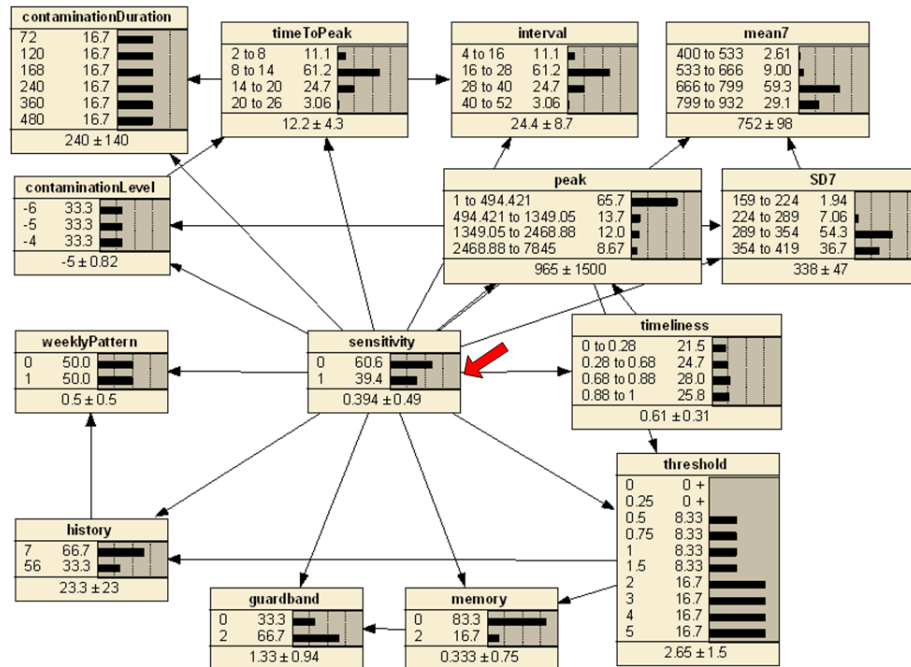 contaminationDuration
72 16.7
120 16.7
168 16.7
240 16.7
360 16.7
480 16.7
240 ± 140
timeToPeak
2 to 8 11.1
8 to 14 61.2
14 to 20 24.7
20 to 26 3.06
12.2 ± 4.3
interval
4 to 16 11.1
16 to 28 61.2
28 to 40 24.7
40 to 52 3.06
24.4 ± 8.7
mean7
400 to 533 2.61
533 to 666 9.00
666 to 799 59.3
799 to 932 29.1
752 ± 98
contaminationLevel
-6 33.3
-5 33.3
-4 33.3
-5 ± 0.82
peak
1 to 494.421 65.7
494.421 to 1349.05 13.7
1349.05 to 2468.88 12.0
2468.88 to 7845 8.67
965 ± 1500
SD7
159 to 224 1.94
224 to 289 7.06
289 to 354 54.3
354 to 419 36.7
338 ± 47
weeklyPattern
0 50.0
1 50.0
0.5 ± 0.5
sensitivity
0 60.6
1 39.4
0.394 ± 0.49
timeliness
0 to 0.28 21.5
0.28 to 0.68 24.7
0.68 to 0.88 28.0
0.88 to 1 25.8
0.61 ± 0.31
threshold
0 0 +
0.25 0 +
0.5 8.33
0.75 8.33
1 8.33
1.5 8.33
2 16.7
3 16.7
4 16.7
5 16.7
2.65 ± 1.5
history
7 66.7
56 33.3
23.3 ± 23
guardband
0 33.3
2 66.7
1.33 ± 0.94
memory
0 83.3
2 16.7
0.333 ± 0.75